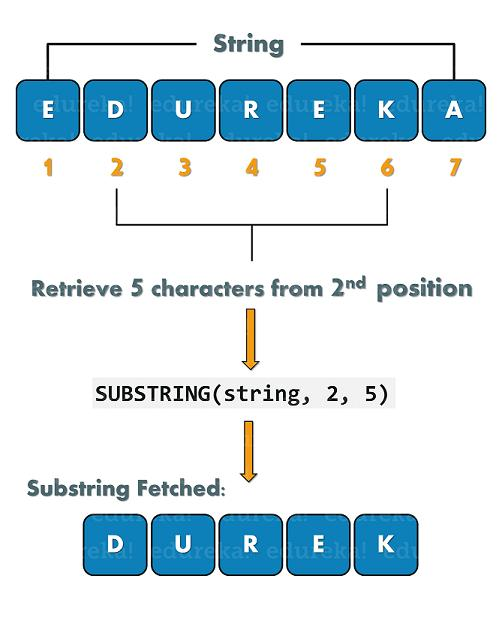 String
E D U R E K A
1 2 3 4 5 6 7
Retrieve 5 characters from 2nd position
SUBSTRING(string, 2, 5)
Substring Fetched:
D U R E K